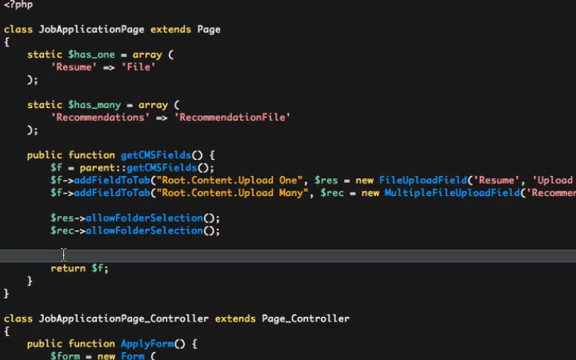 <?php
class JobApplicationPage extends Page
{
static $has_one = array (
'Resume' => 'File'
);
static $has_many = array (
'Recommendations' => 'RecommendationFile'
);
public function getCMSFields() {
$f = parent::getCMSFields();
$f->addFieldToTab("Root.Content.Upload One", $res = new FileUploadField('Resume', 'Upload
$f->addFieldToTab("Root.Content.Upload Many", $rec = new MultipleFileUploadField('Recommen
$res->allowFolderSelection();
$rec->allowFolderSelection();
return $f;
}
}
class JobApplicationPage_Controller extends Page_Controller
{
public function ApplyForm() {
$form = new Form (